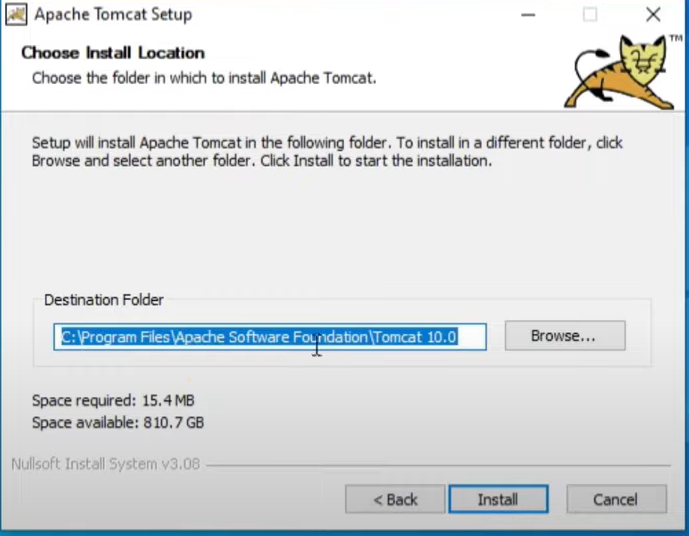 Apache Tomcat Setup
Choose Install Location
Choose the folder in which to install Apache Tomcat.
TM
Setup will install Apache Tomcat in the following folder. To install in a different folder, click
Browse and select another folder. Click Install to start the installation.
Destination Folder
C:\Program Files\Apache Software Foundation\Tomcat 10.0
Browse...
Space required: 15.4 MB
Space available: 810.7 GB
Nullsoft Install System v3.08
< Back
Install
Cancel